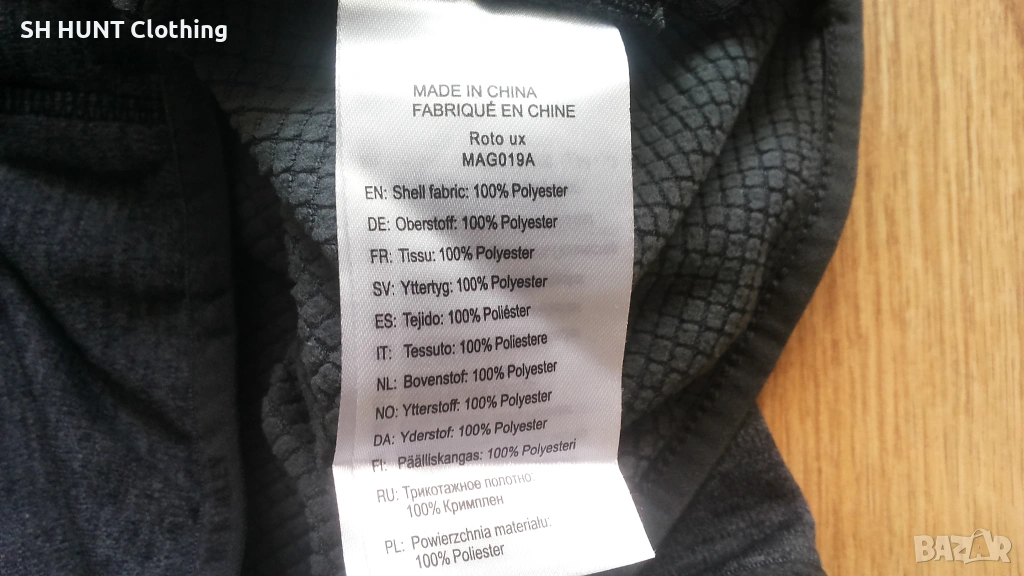 SH HUNT Clothing
MADE IN CHINA
FABRIQUÉ EN CHINE
Roto ux
MAG019A
EN: Shell fabric: 100% Polyester
DE: Oberstoff: 100% Polyester
FR: Tissu: 100% Polyester
SV: Yttertyg: 100% Polyester
ES: Tejido: 100% Poliéster
IT: Tessuto: 100% Poliestere
NL: Bovenstof: 100% Polyester
NO: Ytterstoff: 100% Polyester
DA: Yderstof: 100% Polyester
FI: Päälliskangas: 100% Polyesteri
RU: Трикотажное полотно:
100% Кримплен
PL: Powierzchnia materiału:
100% Poliester
BAZAR